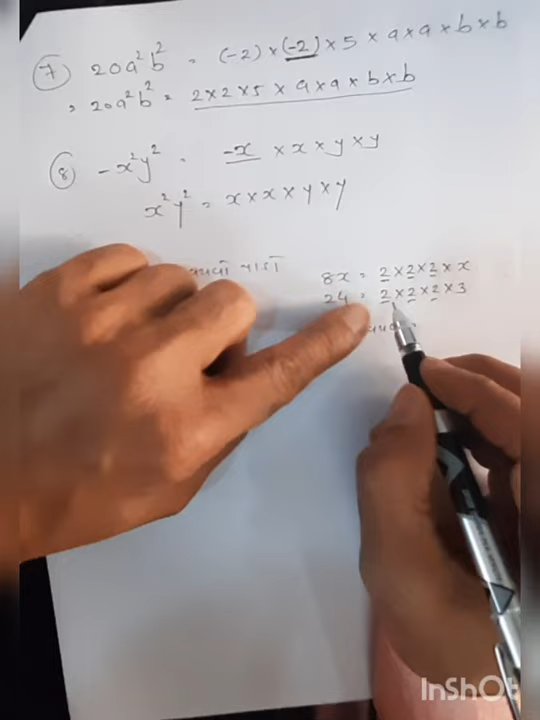 ⑦ 20a²b² = (-2) × (-2) × 5 × a × a × b × b
, 20a²b² = 2 × 2 × 5 × a × a × b × b
⑧ -x²y² = -x × x × y × y
x²y² = x × x × y × y
8x = 2 × 2 × 2 × x
24 = 2 × 2 × 2 × 3
InShOt